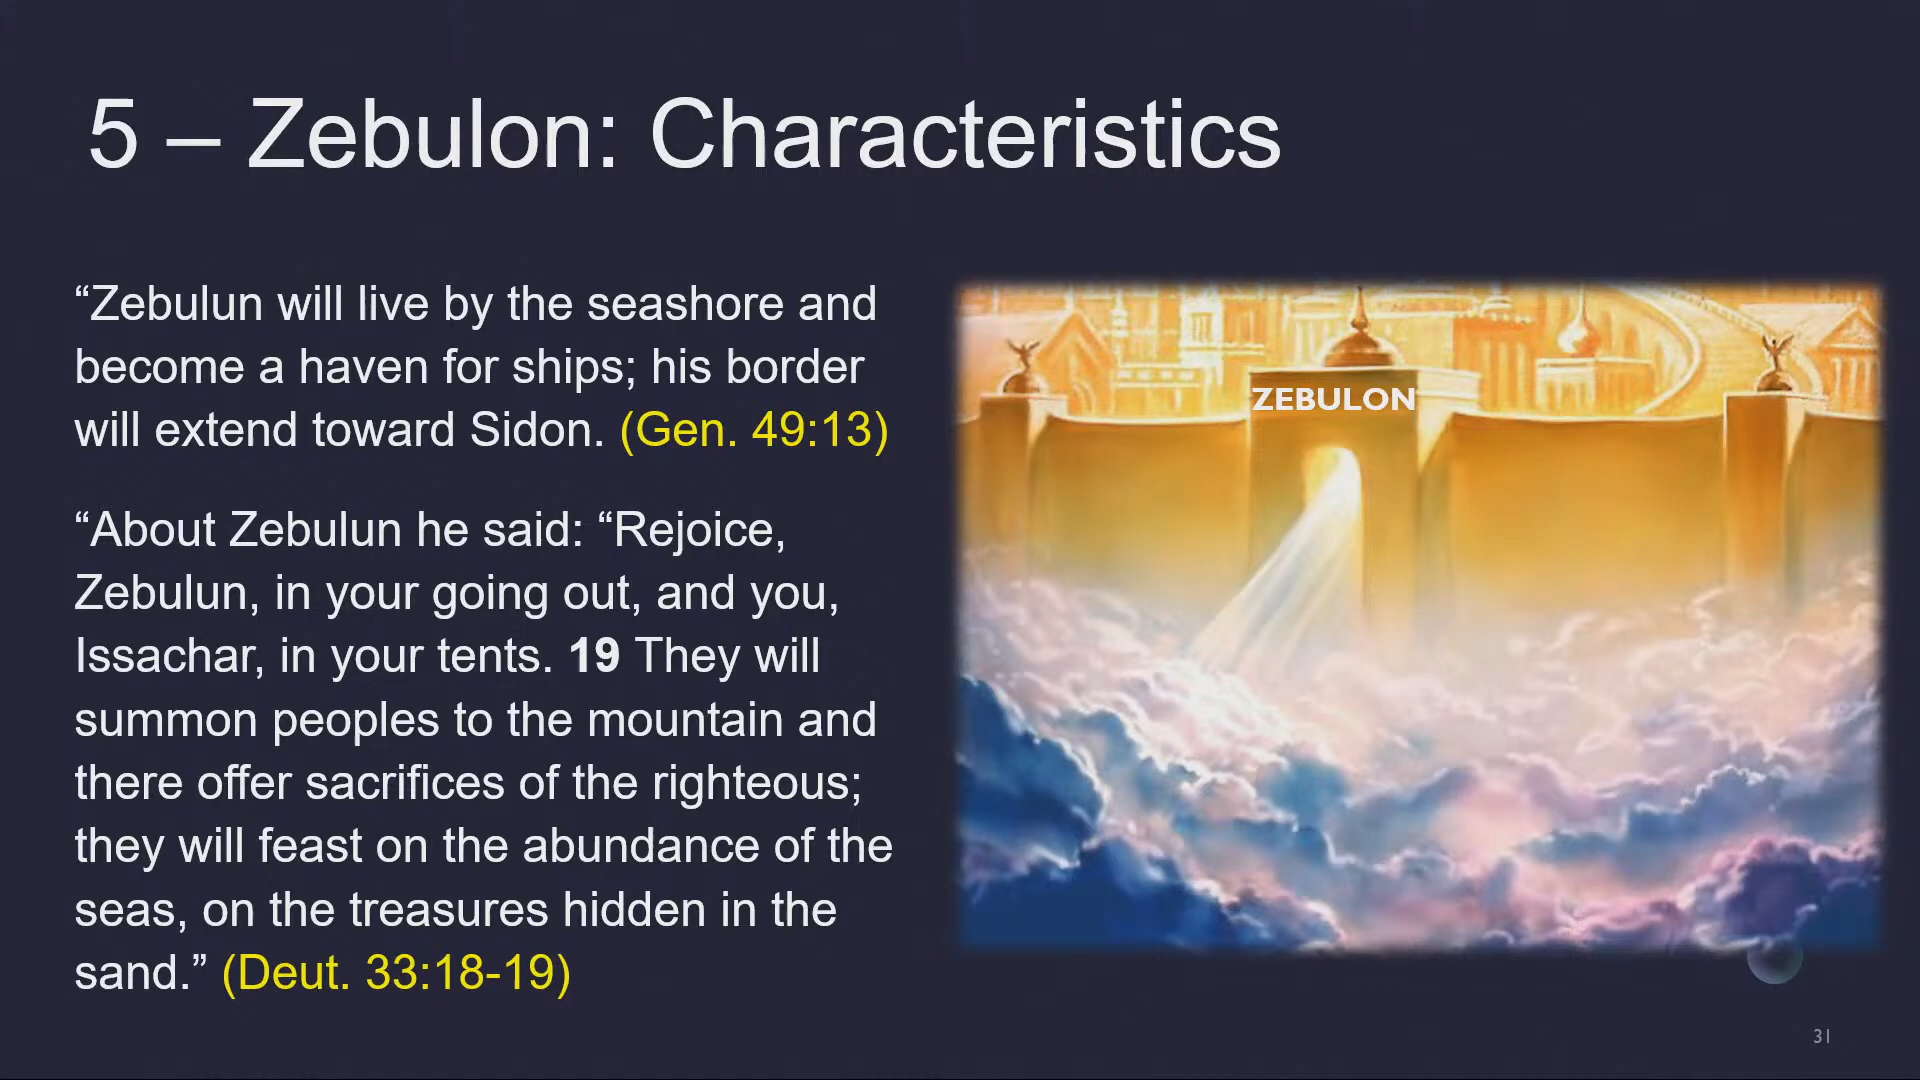 5 – Zebulon: Characteristics
“Zebulun will live by the seashore and
become a haven for ships; his border
will extend toward Sidon. (Gen. 49:13)
“About Zebulun he said: “Rejoice,
Zebulun, in your going out, and you,
Issachar, in your tents. 19 They will
summon peoples to the mountain and
there offer sacrifices of the righteous;
they will feast on the abundance of the
seas, on the treasures hidden in the
sand.” (Deut. 33:18-19)
ZEBULON
31